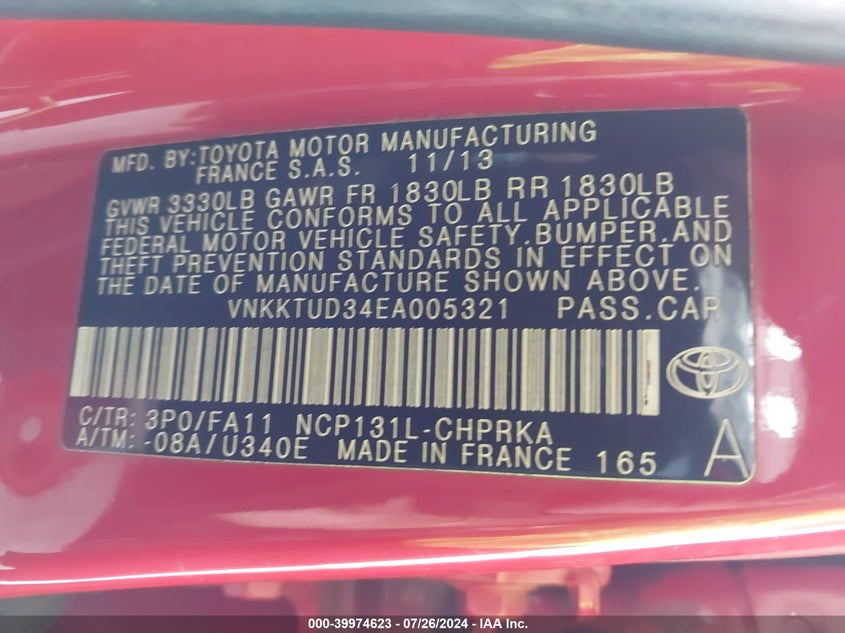 MFD. BY:TOYOTA MOTOR MANUFACTURING
FRANCE S.A.S. 11/13
GVWR 3330LB GAWR FR 1830LB RR 1830LB
THIS VEHICLE CONFORMS TO ALL APPLICABLE
FEDERAL MOTOR VEHICLE SAFETY,BUMPER,AND
THEFT PREVENTION STANDARDS IN EFFECT ON
THE DATE OF MANUFACTURE SHOWN ABOVE.
VNKKTUD34EA005321 PASS.CAR
C/TR: 3P0/FA11 NCP131L-CHPRKA
A/TM: -08A/U340E MADE IN FRANCE 165 A
000-39974623 - 07/26/2024 - IAA Inc.